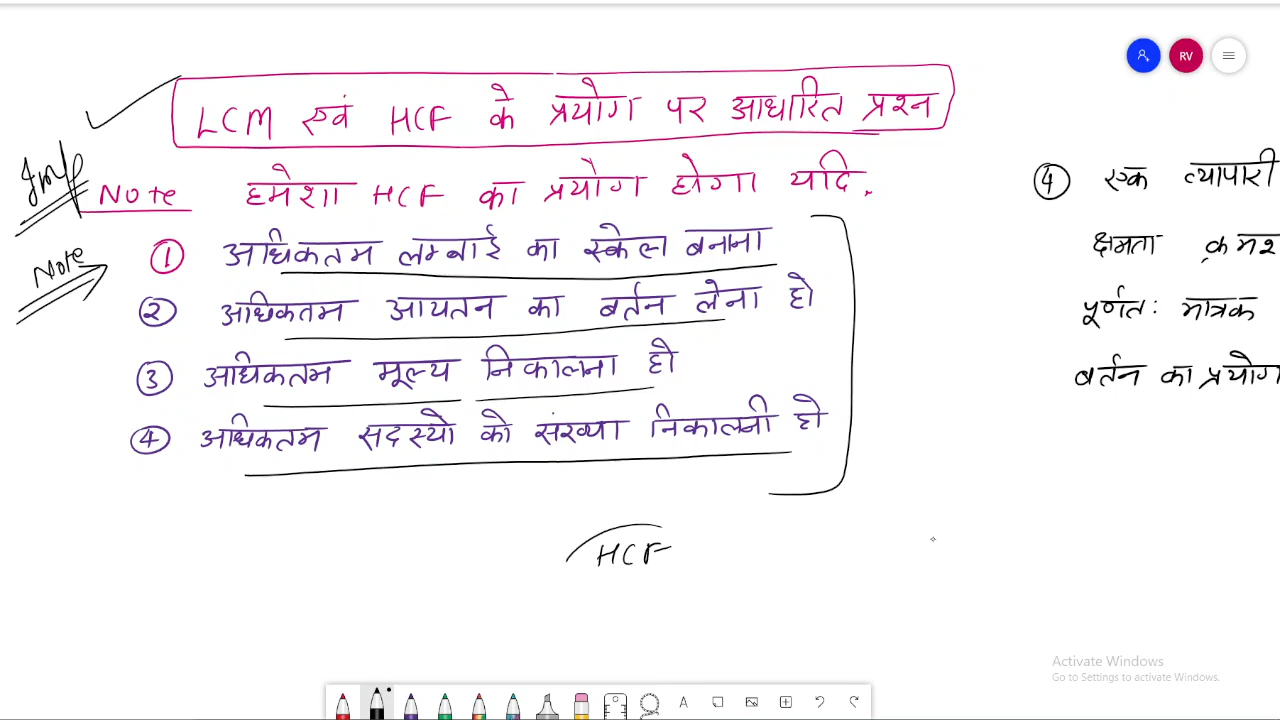 RV
LCM एवं HCF के प्रयोग पर आधारित प्रश्न
Imp
Note हमेशा HCF का प्रयोग होगा यदि.
Note
① अधिकतम लम्बाई का स्केल बनाना
② अधिकतम आयतन का बर्तन लेना हो
③ अधिकतम मूल्य निकालना हो
④ अधिकतम सदस्यो की संख्या निकालनी हो
HCF
④ एक व्यापारी
क्षमता क्रमश
पूर्णतः मात्रक
बर्तन का प्रयोग
Activate Windows
Go to Settings to activate Windows.
A